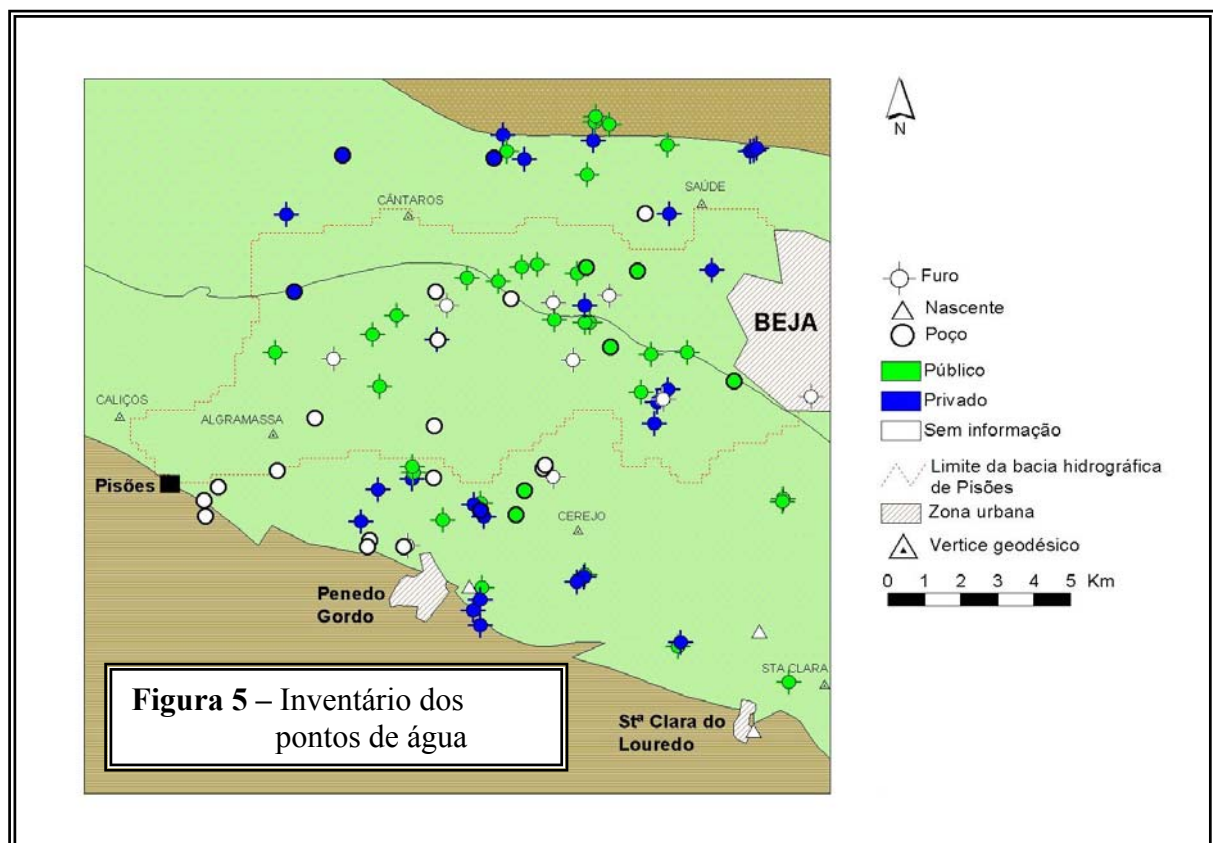 CÂNTAROS
SAÚDE
BEJA
CALIÇOS
ALGRAMASSA
Pisões
CEREJO
Penedo
Gordo
STA CLARA
Stª Clara do
Louredo
Figura 5 – Inventário dos
pontos de água
N
Furo
Nascente
Poço
Público
Privado
Sem informação
Limite da bacia hidrográfica
de Pisões
Zona urbana
Vertice geodésico
0 1 2 3 4 5 Km